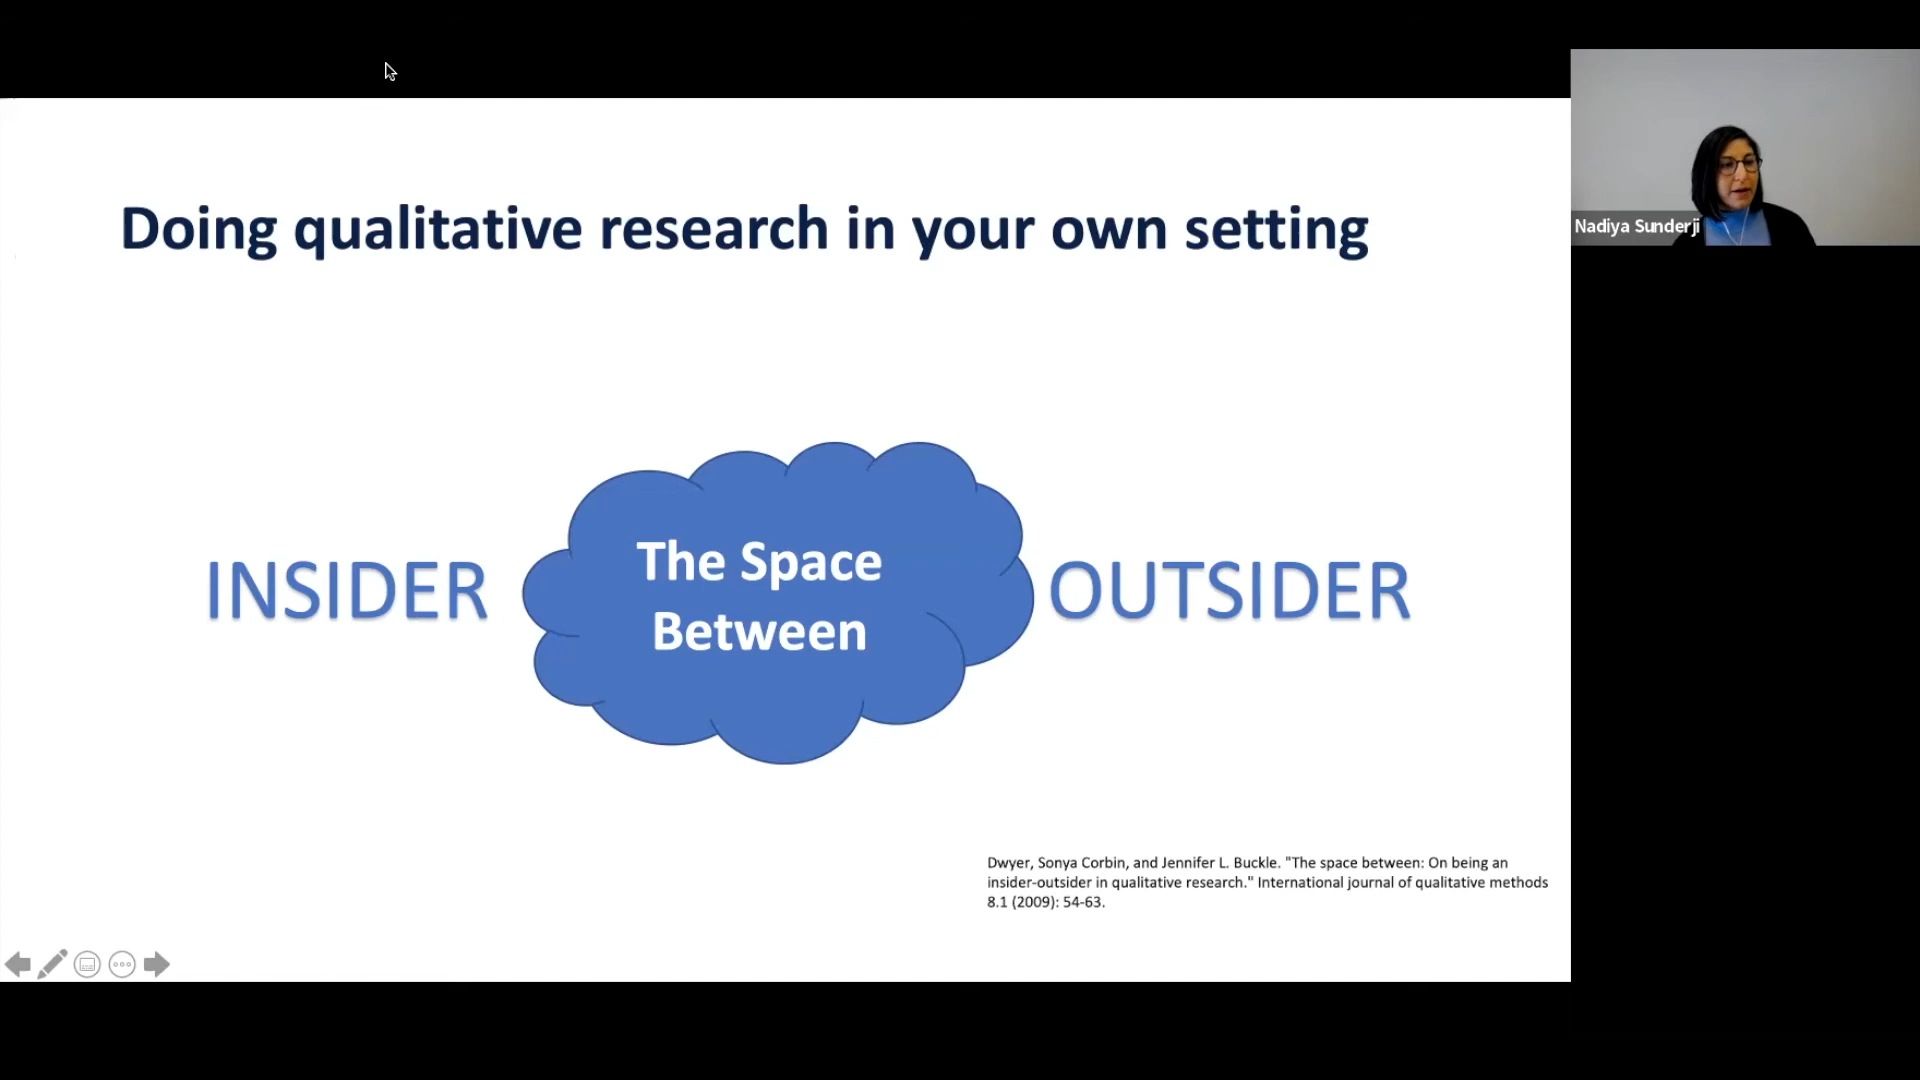 Doing qualitative research in your own setting
Nadiya Sunderji
INSIDER
The Space
Between
OUTSIDER
Dwyer, Sonya Corbin, and Jennifer L. Buckle. "The space between: On being an
insider-outsider in qualitative research." International journal of qualitative methods
8.1 (2009): 54-63.